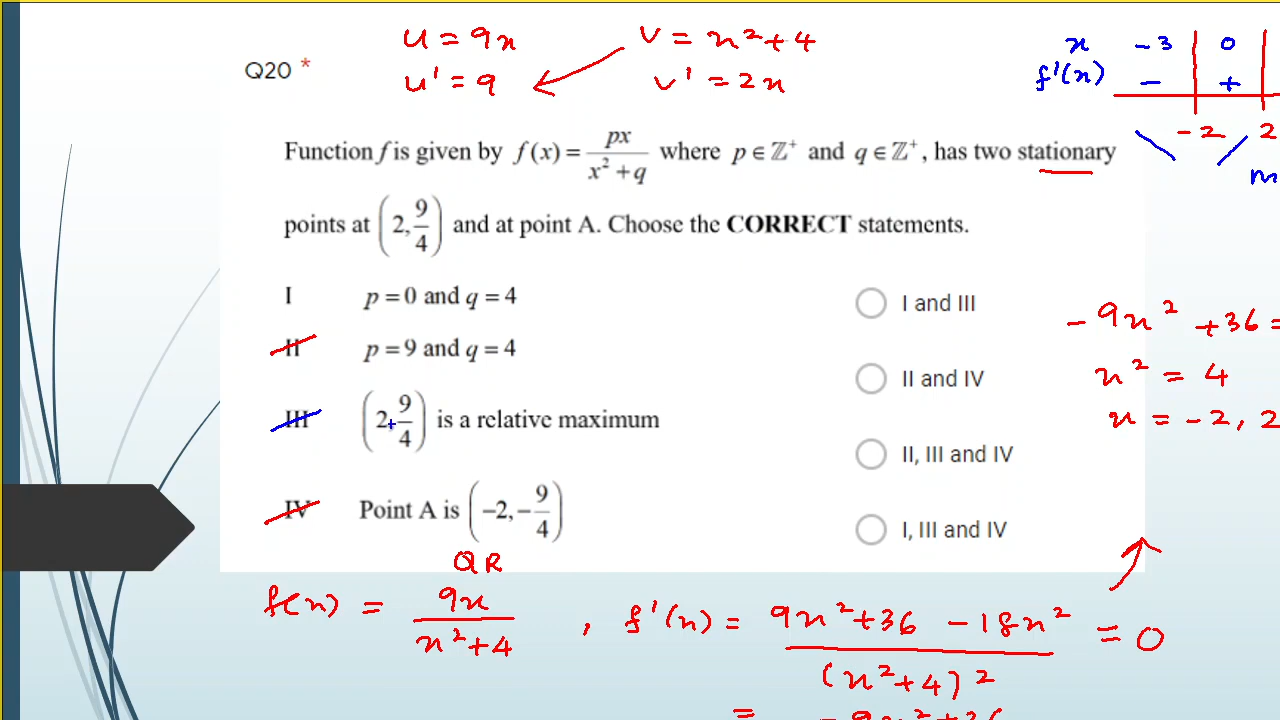 u = 9x
v = x² + 4
x -3 0
Q20 *
u' = 9
v' = 2x
f'(x) - +
-2 2
Function f is given by f(x) = px/(x² + q) where p ∈ ℤ⁺ and q ∈ ℤ⁺, has two stationary
m
points at (2, 9/4) and at point A. Choose the CORRECT statements.
I p = 0 and q = 4
II p = 9 and q = 4
III (2, 9/4) is a relative maximum
IV Point A is (-2, -9/4)
I and III
II and IV
II, III and IV
I, III and IV
-9x² + 36 =
x² = 4
x = -2, 2
QR
f(x) = 9x/(x² + 4) , f'(x) = (9x² + 36 - 18x²)/(x² + 4)² = 0
= -9x² + 36